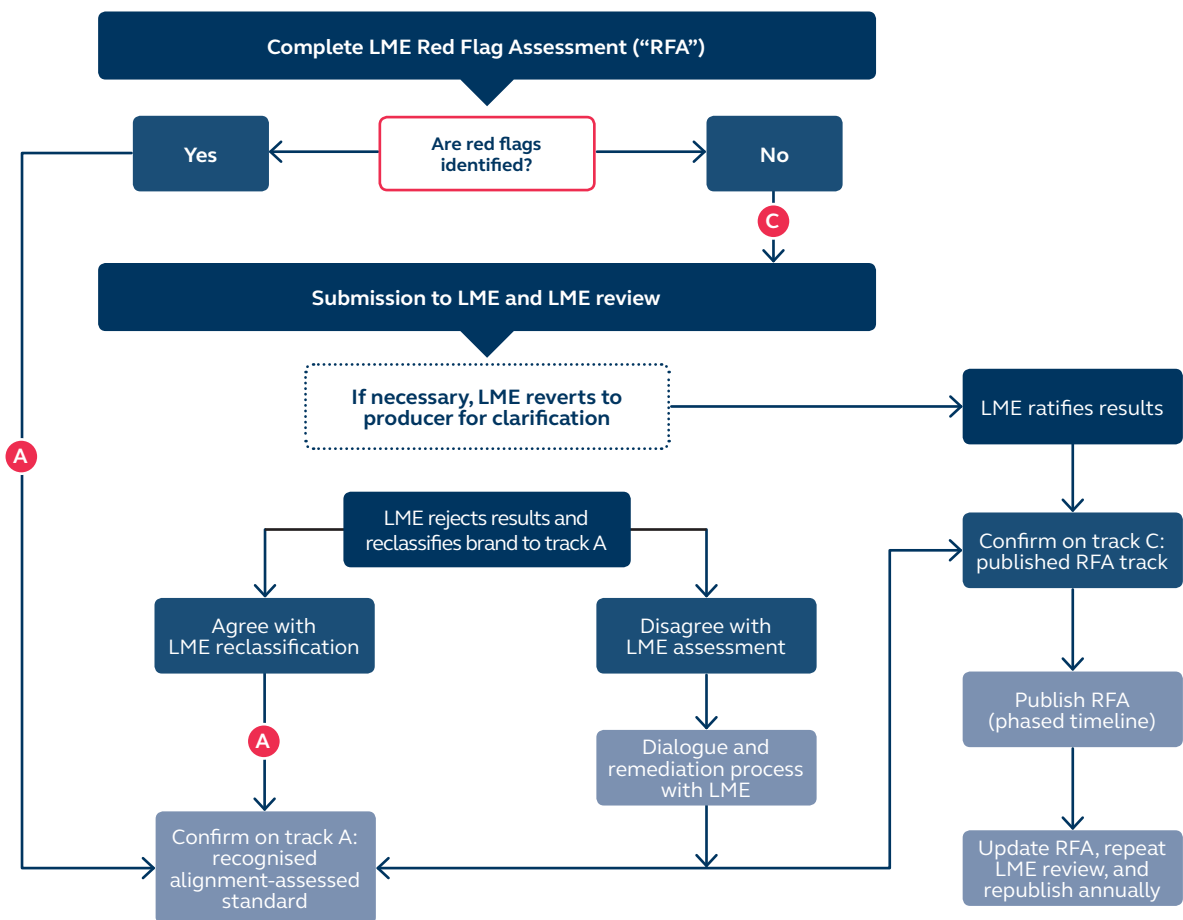 Complete LME Red Flag Assessment (“RFA”)
Yes
Are red flags
identified?
No
C
Submission to LME and LME review
If necessary, LME reverts to
producer for clarification
LME ratifies results
A
LME rejects results and
reclassifies brand to track A
Confirm on track C:
published RFA track
Agree with
LME reclassification
Disagree with
LME assessment
Publish RFA
(phased timeline)
A
Dialogue and
remediation process
with LME
Confirm on track A:
recognised
alignment-assessed
standard
Update RFA, repeat
LME review, and
republish annually